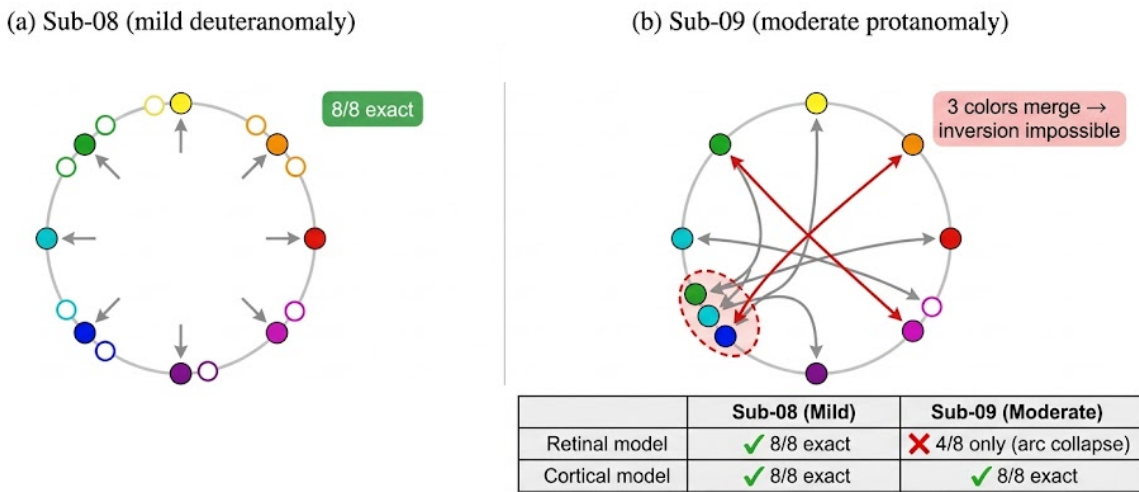 (a) Sub-08 (mild deuteranomaly)
(b) Sub-09 (moderate protanomaly)
8/8 exact
3 colors merge →
inversion impossible
Sub-08 (Mild) Sub-09 (Moderate)
Retinal model ✓ 8/8 exact ✗ 4/8 only (arc collapse)
Cortical model ✓ 8/8 exact ✓ 8/8 exact